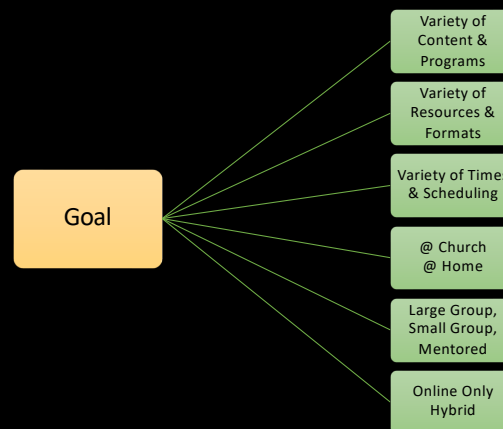 Variety of
Content &
Programs
Variety of
Resources &
Formats
Variety of Times
& Scheduling
Goal
@ Church
@ Home
Large Group,
Small Group,
Mentored
Online Only
Hybrid